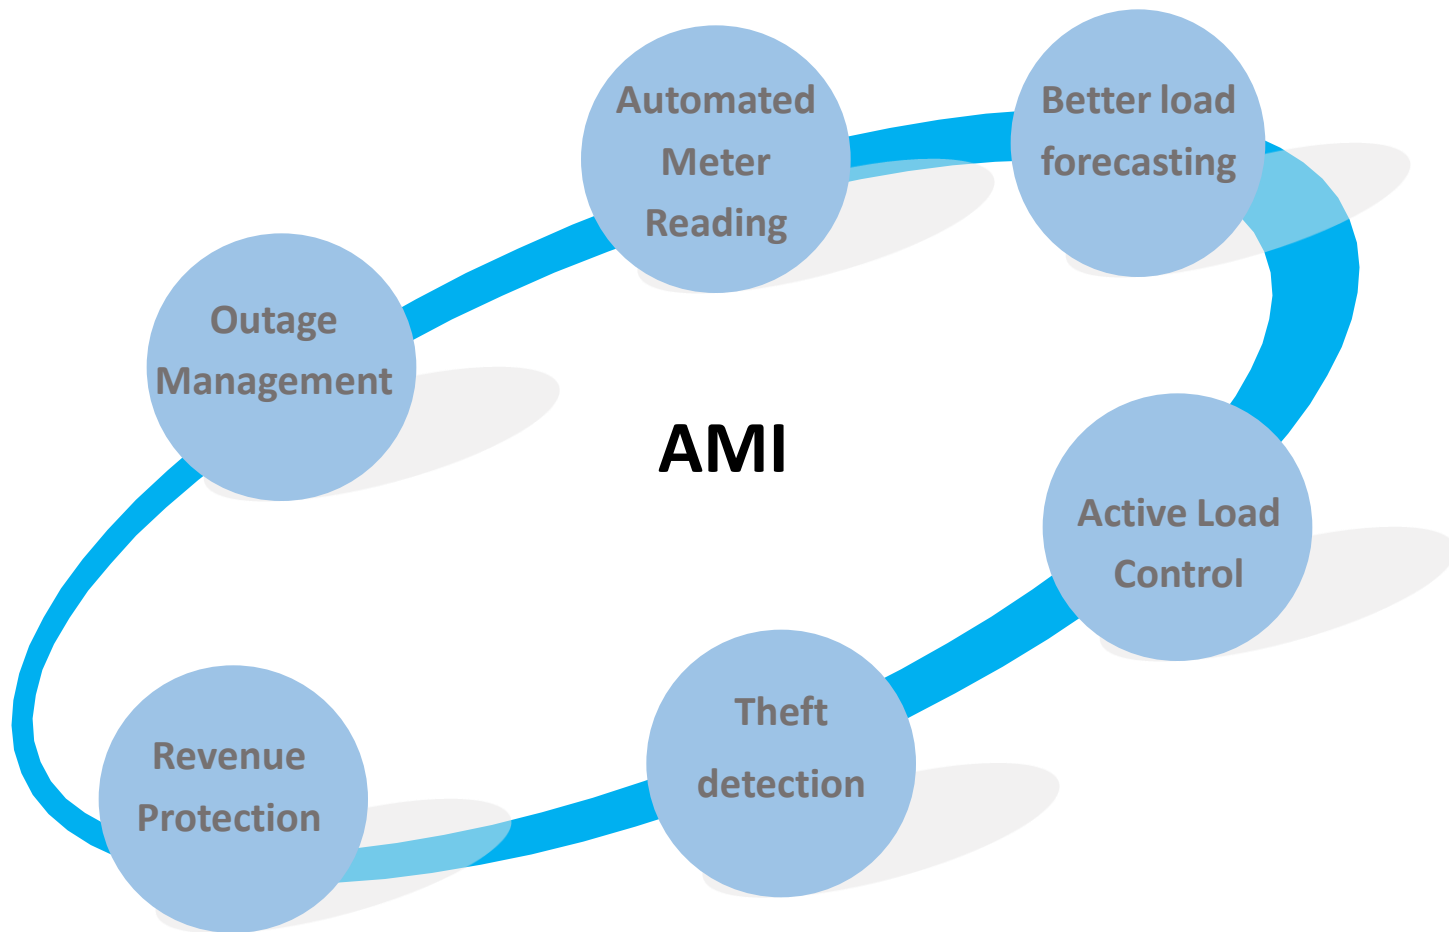 Automated
Meter
Reading
Better load
forecasting
Outage
Management
AMI
Active Load
Control
Theft
detection
Revenue
Protection